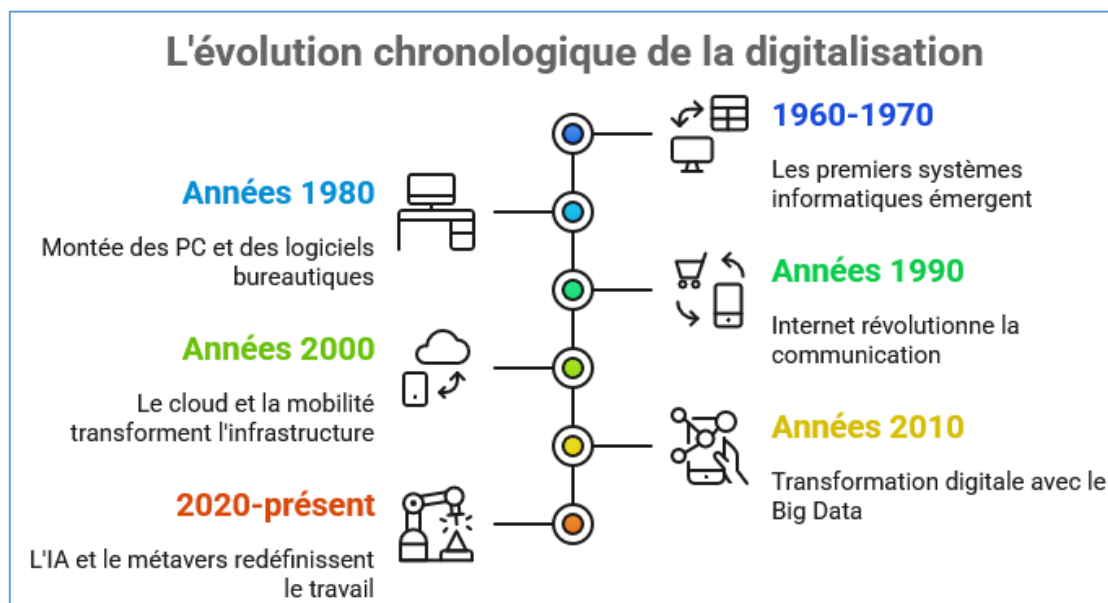 L'évolution chronologique de la digitalisation
1960-1970
Les premiers systèmes
informatiques émergent
Années 1980
Montée des PC et des logiciels
bureautiques
Années 1990
Internet révolutionne la
communication
Années 2000
Le cloud et la mobilité
transforment l'infrastructure
Années 2010
Transformation digitale avec le
Big Data
2020-présent
L'IA et le métavers redéfinissent
le travail